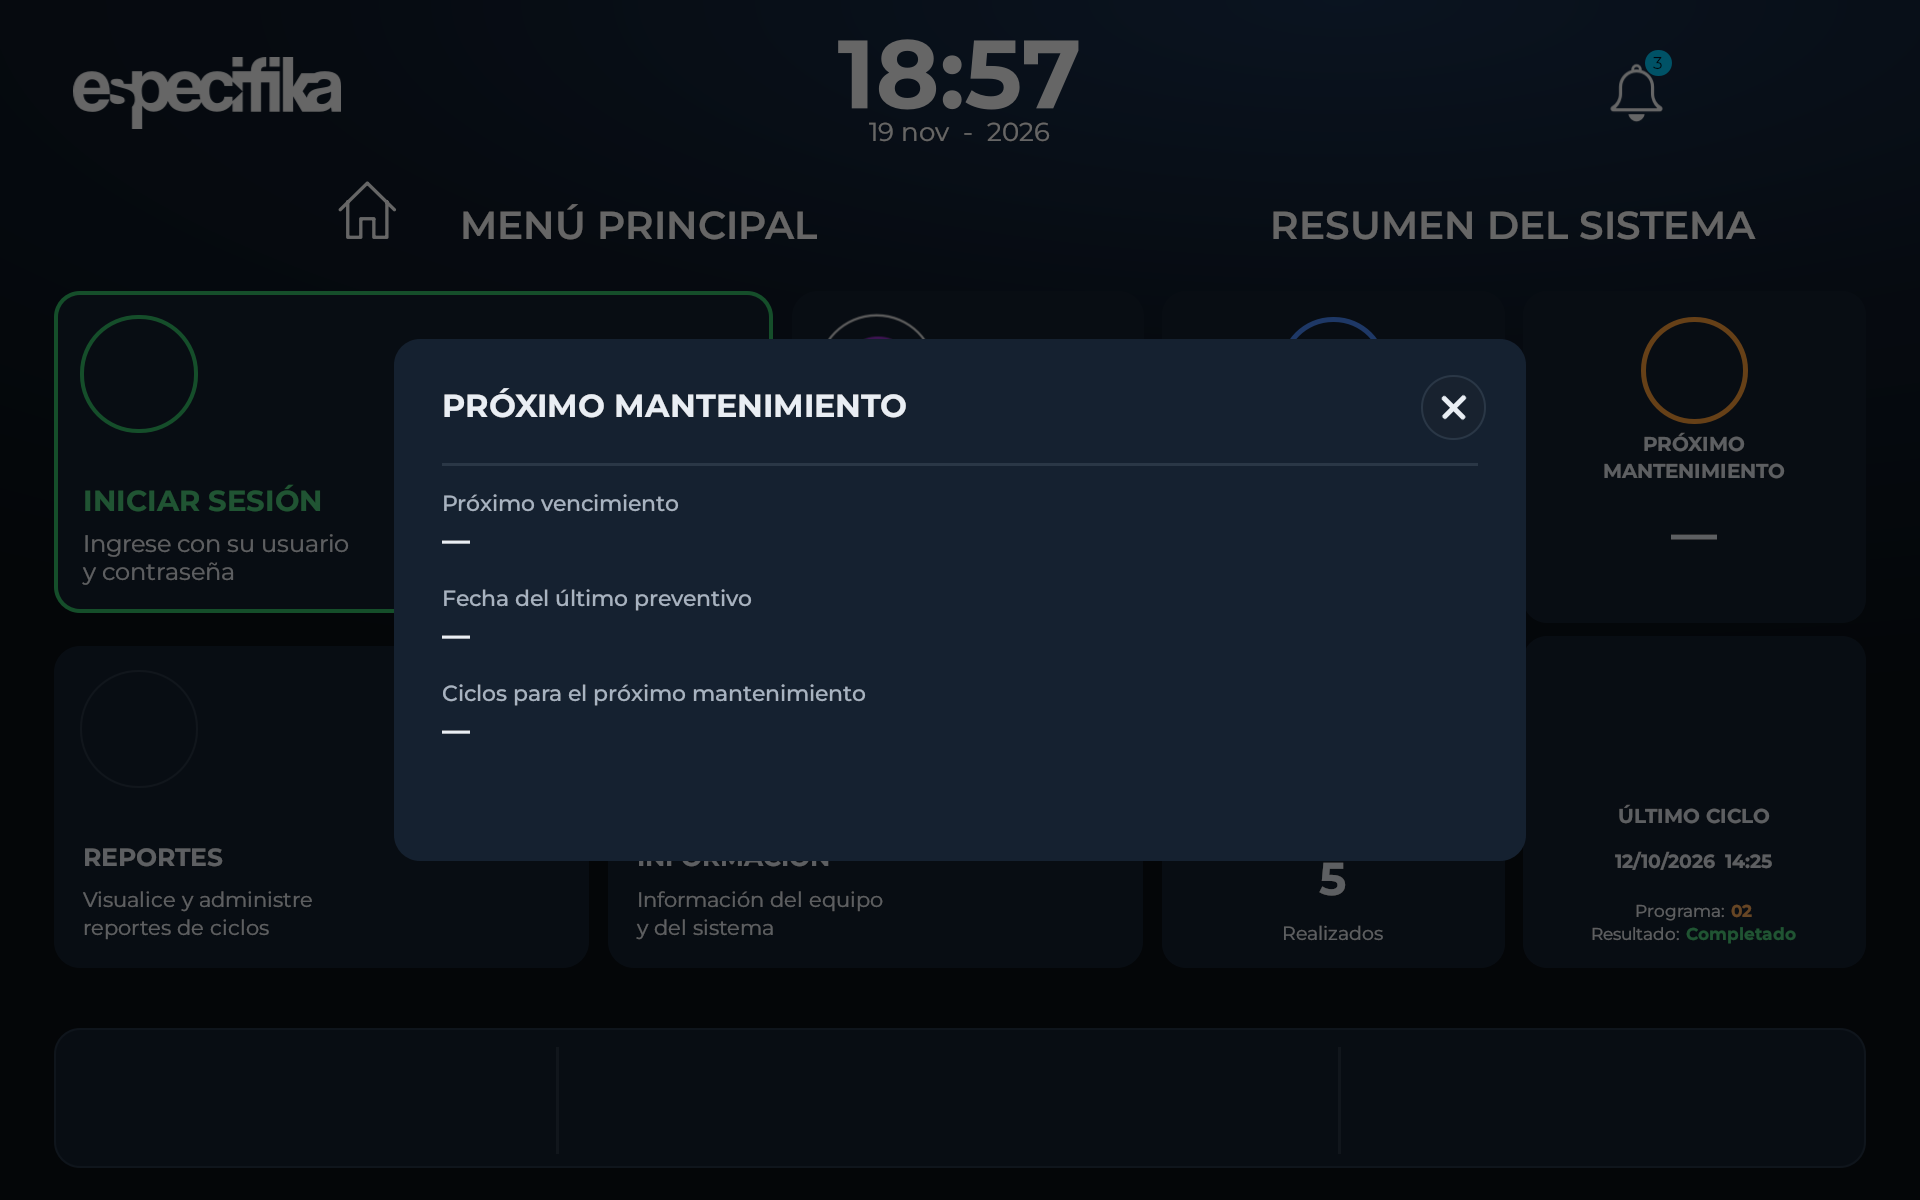 especifika
18:57
19 nov - 2026
3
MENÚ PRINCIPAL
RESUMEN DEL SISTEMA
INICIAR SESIÓN
Ingrese con su usuario
y contraseña
PRÓXIMO MANTENIMIENTO
Próximo vencimiento
—
Fecha del último preventivo
—
Ciclos para el próximo mantenimiento
—
PRÓXIMO
MANTENIMIENTO
—
REPORTES
Visualice y administre
reportes de ciclos
INFORMACIÓN
Información del equipo
y del sistema
5
Realizados
ÚLTIMO CICLO
12/10/2026 14:25
Programa: 02
Resultado: Completado